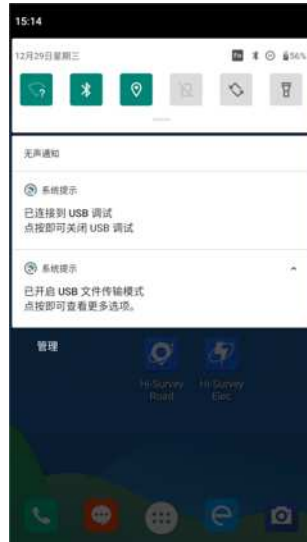 15:14
12月29日星期三
56%
无声通知
系统提示
已连接到 USB 调试
点按即可关闭 USB 调试
系统提示
已开启 USB 文件传输模式
点按即可查看更多选项。
管理
Hi-Survey Road
Hi-Survey Elec